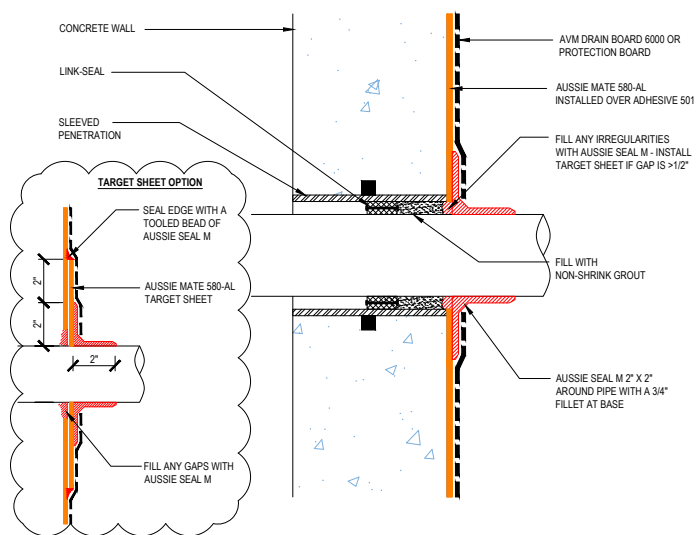 CONCRETE WALL
LINK-SEAL
SLEEVED
PENETRATION
TARGET SHEET OPTION
SEAL EDGE WITH A
TOOLED BEAD OF
AUSSIE SEAL M
2"
AUSSIE MATE 580-AL
TARGET SHEET
2"
2"
FILL ANY GAPS WITH
AUSSIE SEAL M
AVM DRAIN BOARD 6000 OR
PROTECTION BOARD
AUSSIE MATE 580-AL
INSTALLED OVER ADHESIVE 501
FILL ANY IRREGULARITIES
WITH AUSSIE SEAL M - INSTALL
TARGET SHEET IF GAP IS >1/2"
FILL WITH
NON-SHRINK GROUT
AUSSIE SEAL M 2" X 2"
AROUND PIPE WITH A 3/4"
FILLET AT BASE